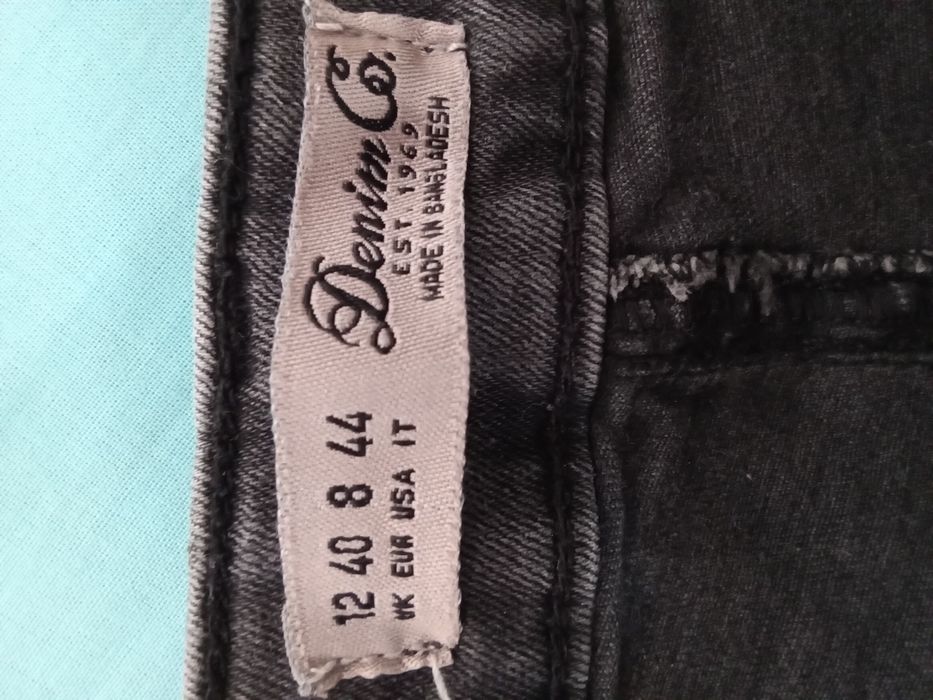 12 40 8 44
UK EUR USA IT
Denim Co.
EST 1969
MADE IN BANGLADESH